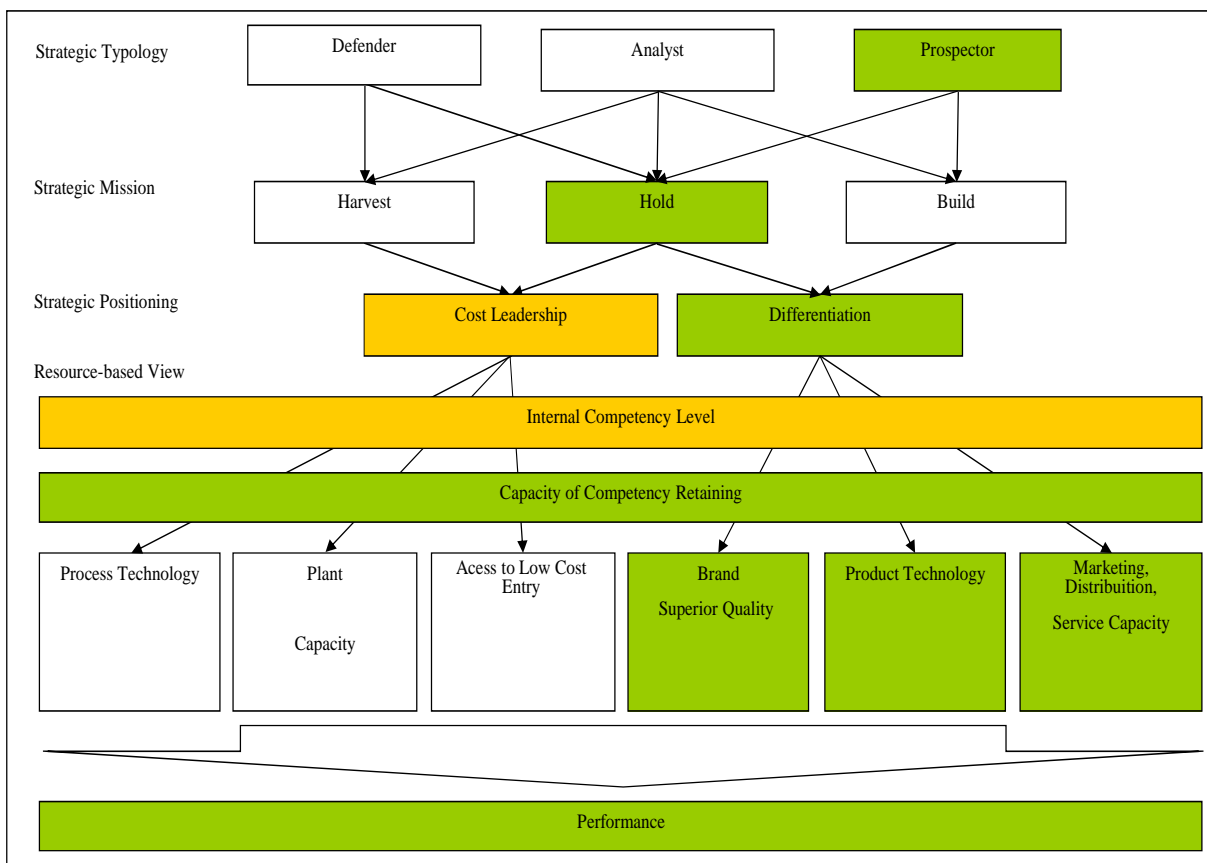 Strategic Typology
Defender
Analyst
Prospector
Strategic Mission
Harvest
Hold
Build
Strategic Positioning
Cost Leadership
Differentiation
Resource-based View
Internal Competency Level
Capacity of Competency Retaining
Process Technology
Plant
Capacity
Acess to Low Cost
Entry
Brand
Superior Quality
Product Technology
Marketing,
Distribuition,
Service Capacity
Performance